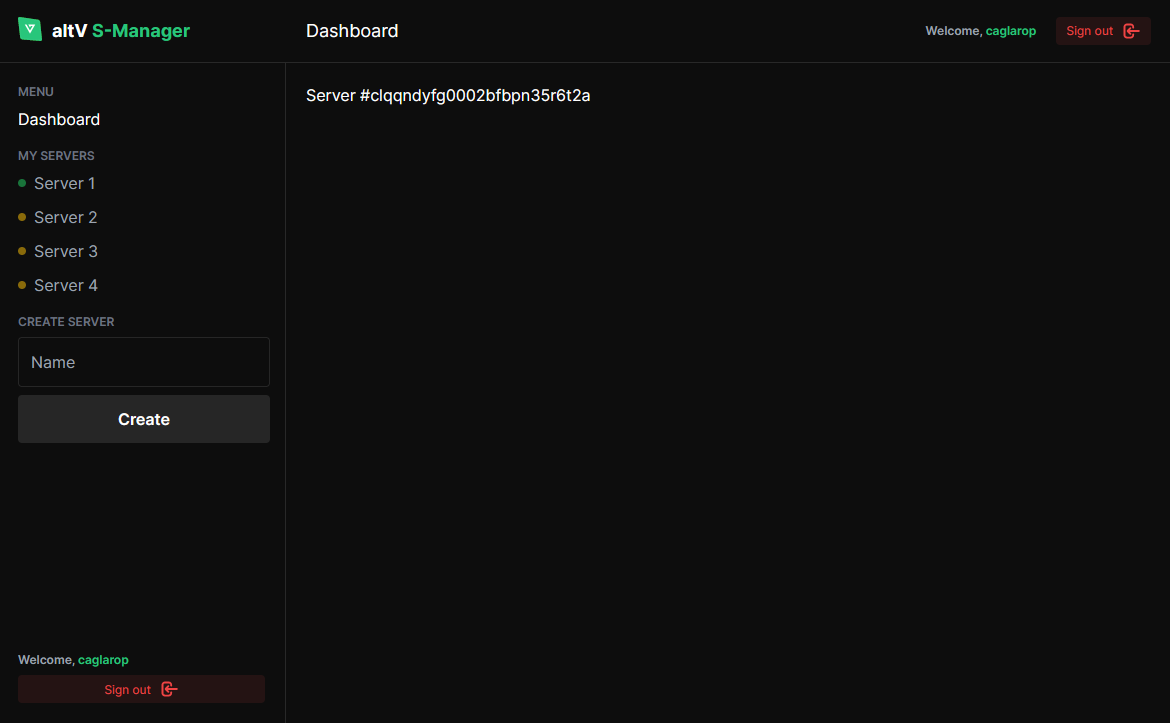 altV S-Manager
Dashboard
Welcome, caglarop
Sign out
MENU
Dashboard
MY SERVERS
Server 1
Server 2
Server 3
Server 4
CREATE SERVER
Name
Create
Welcome, caglarop
Sign out
Server #clqqndyfg0002bfbpn35r6t2a